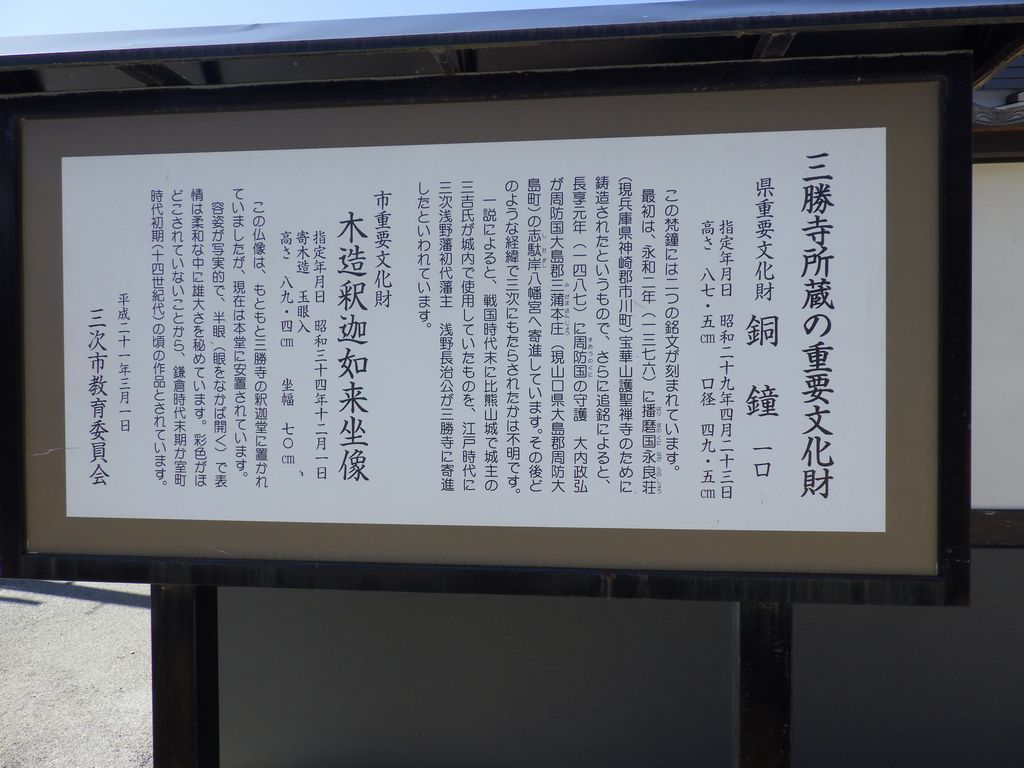 三勝寺所蔵の重要文化財
県重要文化財 銅 鐘 一口
指定年月日 昭和二十九年四月二十三日
高さ 八七・五㎝ 口径 四九・五㎝
この梵鐘には二つの銘文が刻まれています。
最初は、永和二年（一三七六）に播磨国永良荘
（現兵庫県神崎郡市川町）宝華山護聖禅寺のために
鋳造されたというもので、さらに追銘によると、
長享元年（一四八七）に周防国の守護 大内政弘
が周防国大島郡三蒲本庄（現山口県大島郡周防大
島町）の志駄岸八幡宮へ寄進しています。その後ど
のような経緯で三次にもたらされたかは不明です。
一説によると、戦国時代末に比熊山城で城主の
三吉氏が城内で使用していたものを、江戸時代に
三次浅野藩初代藩主 浅野長治公が三勝寺に寄進
したといわれています。
市重要文化財
木造釈迦如来坐像
指定年月日 昭和三十四年十二月一日
寄木造 玉眼入
高さ 八九・四㎝ 坐幅 七〇㎝
この仏像は、もともと三勝寺の釈迦堂に置かれ
ていましたが、現在は本堂に安置されています。
容姿が写実的で、半眼（眼をなかば開く）で表
情は柔和な中に雄大さを秘めています。彩色がほ
どこされていないことから、鎌倉時代末期か室町
時代初期（十四世紀代）の頃の作品とされています。
平成二十一年三月一日
三次市教育委員会